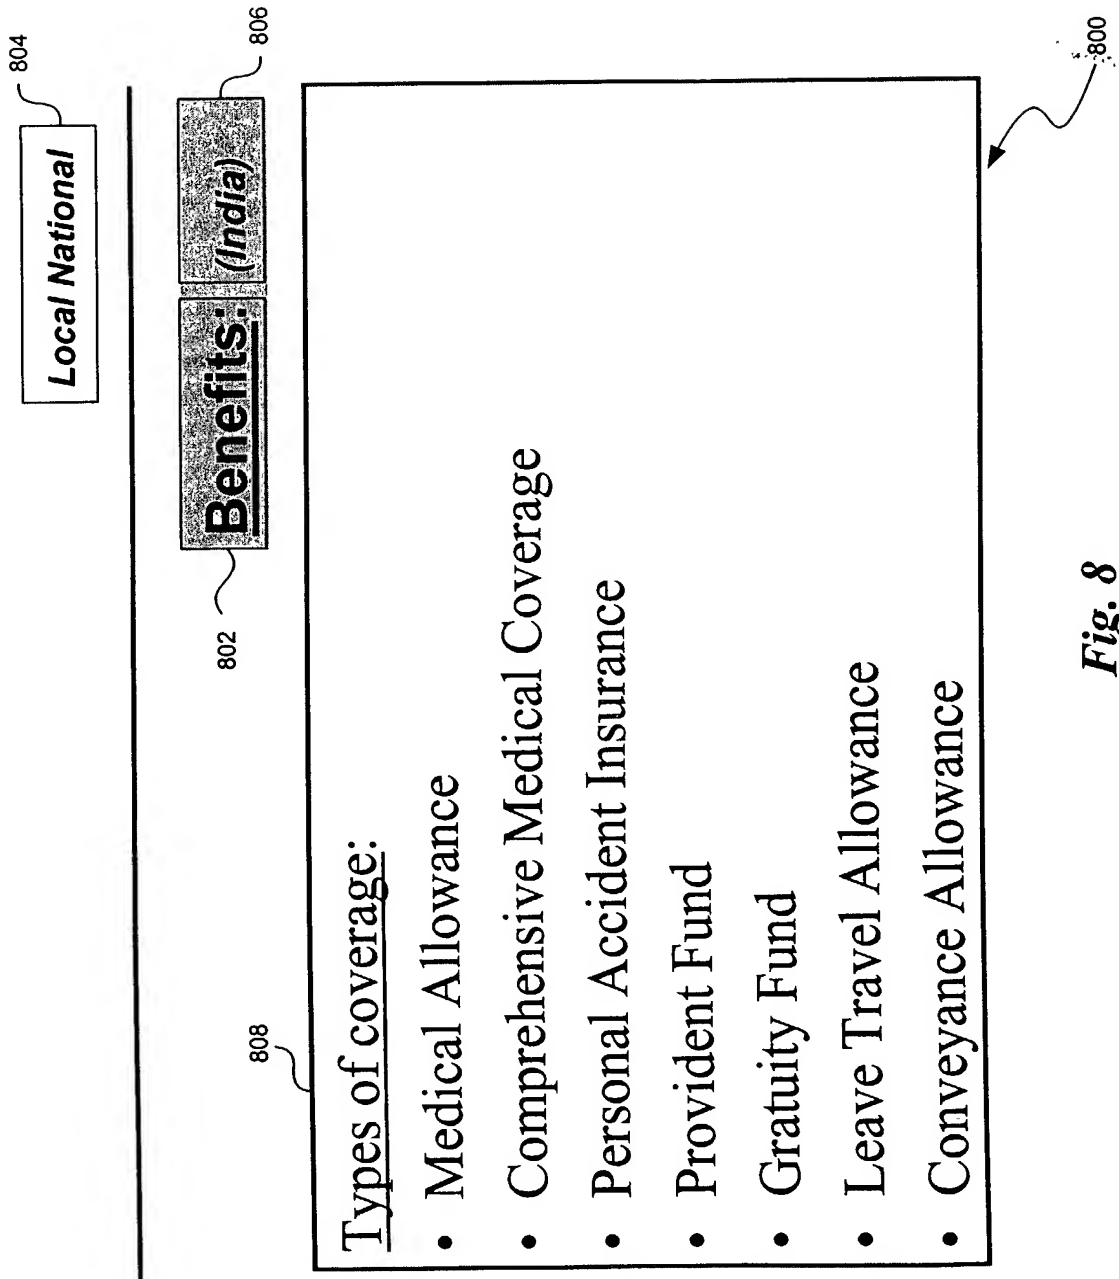 804
Local National
806
Benefits: (India)
802
808
Types of coverage:
• Medical Allowance
• Comprehensive Medical Coverage
• Personal Accident Insurance
• Provident Fund
• Gratuity Fund
• Leave Travel Allowance
• Conveyance Allowance
800
Fig. 8